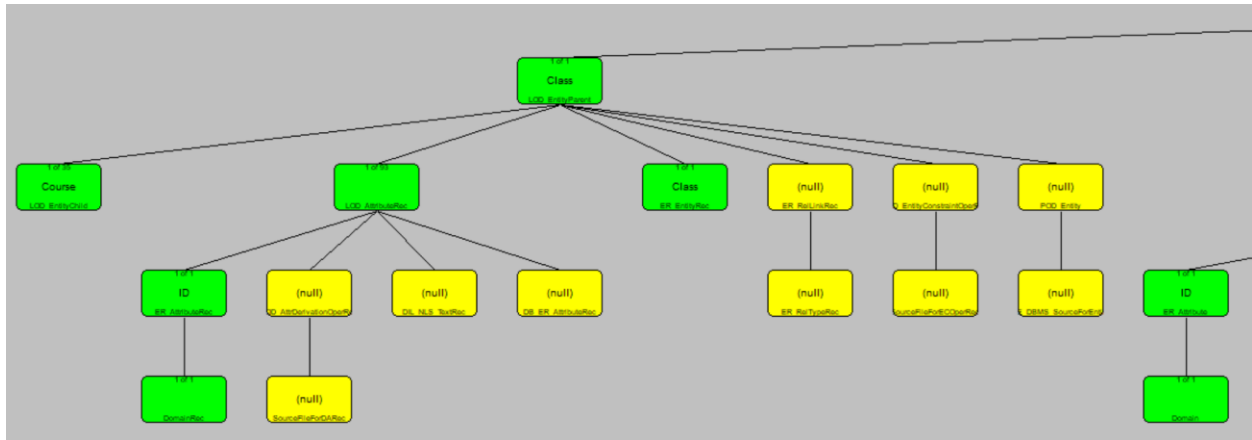 1 of 1
Class
LOD_EntityParent
1 of 35
Course
LOD_EntityChild
1 of 53
LOD_AttributeRec
1 of 1
Class
ER_EntityRec
(null)
ER_RelLinkRec
(null)
(null)
POD_Entity
1 of 1
ID
ER_AttributeRec
(null)
(null)
DIL_NLS_TextRec
(null)
DB_ER_AttributeRec
(null)
ER_RelTypeRec
(null)
ourceFileForECOperRec
(null)
1 of 1
ID
ER_Attribute
1 of 1
DomainRec
(null)
SourceFileForDARec
1 of 1
Domain